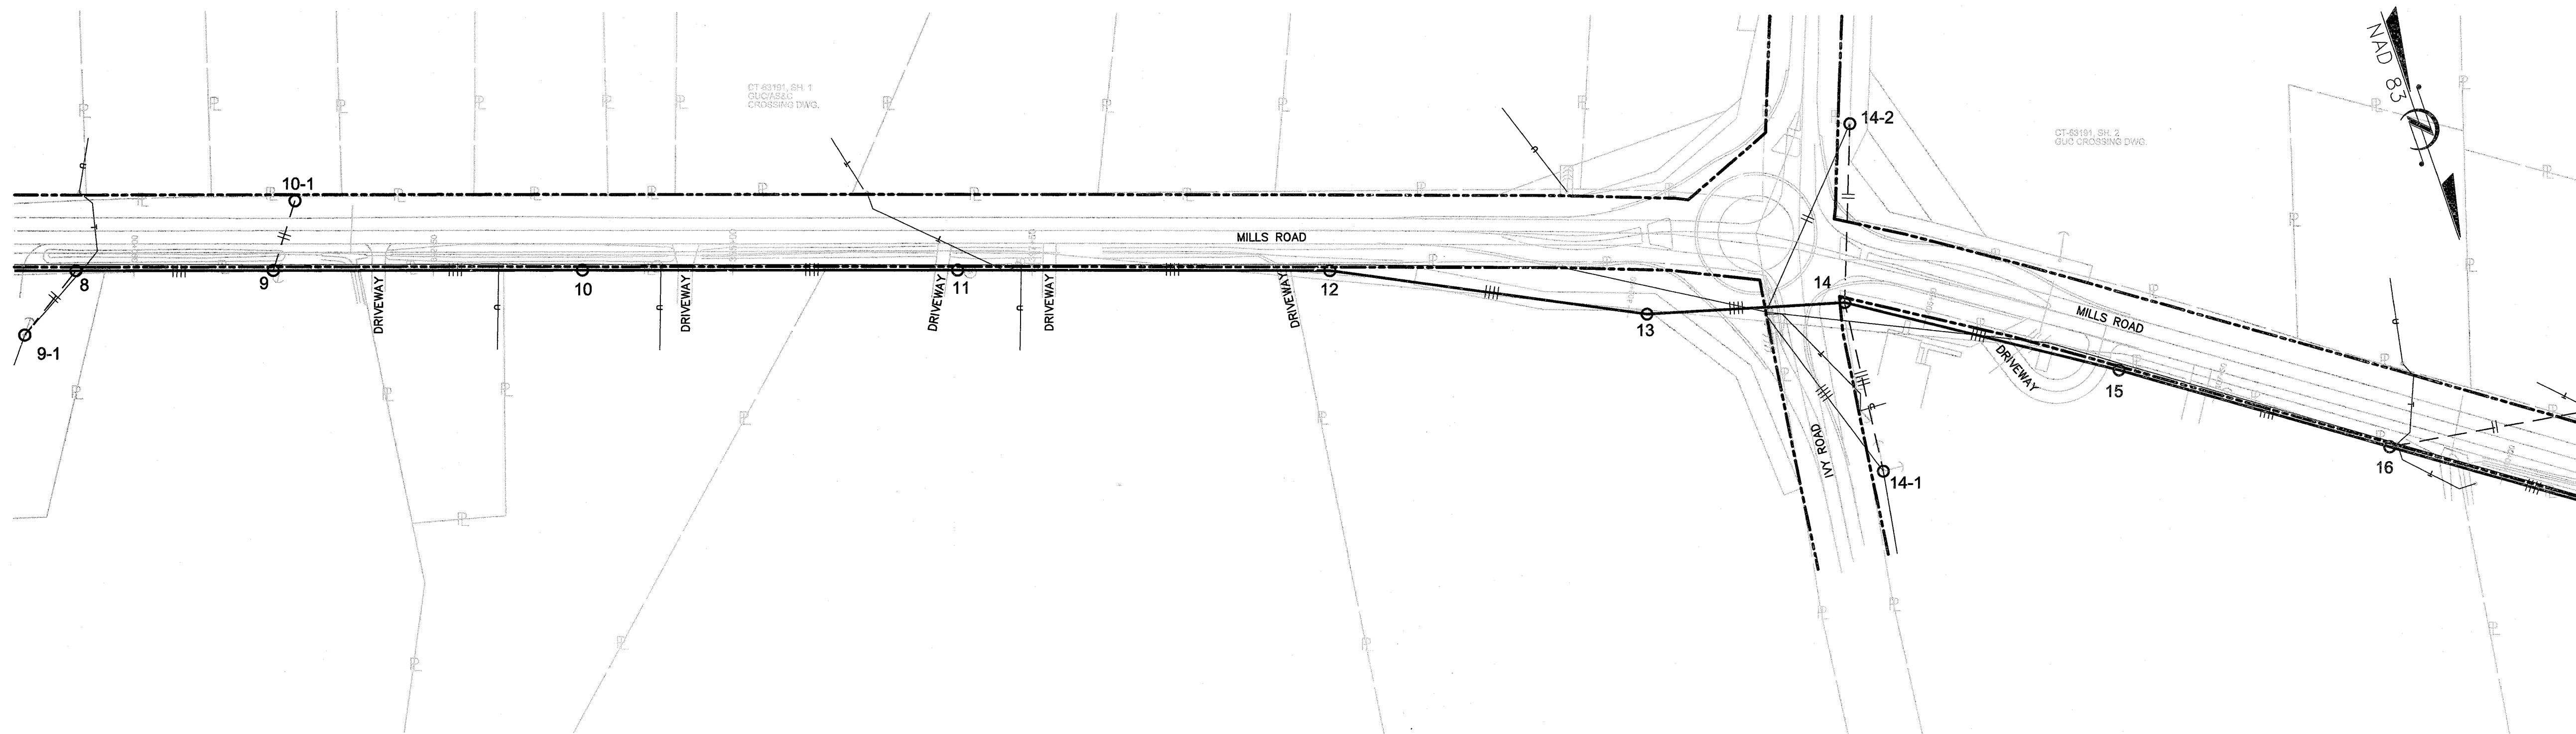 NAD 83
CT-63191, SH. 1
GUC/AS&C
CROSSING DWG.
CT-63191, SH. 2
GUC CROSSING DWG.
14-2
10-1
MILLS ROAD
8
9
10
11
12
13
14
MILLS ROAD
DRIVEWAY
DRIVEWAY
DRIVEWAY
DRIVEWAY
DRIVEWAY
DRIVEWAY
9-1
15
IVY ROAD
14-1
16